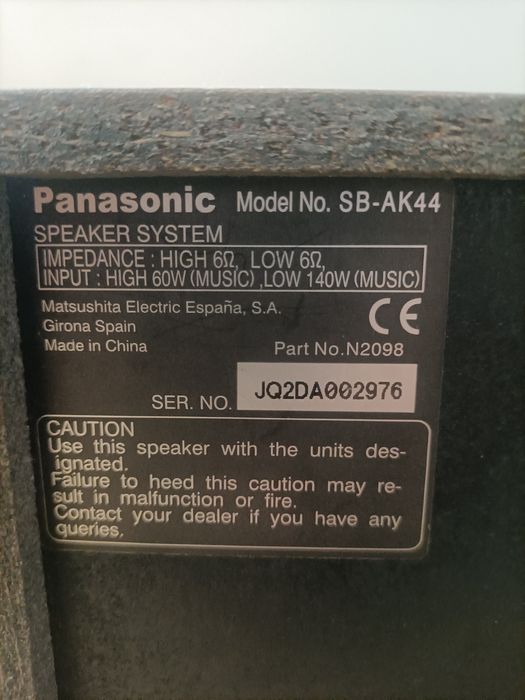 Panasonic Model No. SB-AK44
SPEAKER SYSTEM
IMPEDANCE : HIGH 6Ω, LOW 6Ω,
INPUT : HIGH 60W (MUSIC) ,LOW 140W (MUSIC)
Matsushita Electric España, S.A.
Girona Spain
Made in China
CE
Part No.N2098
SER. NO. JQ2DA002976
CAUTION
Use this speaker with the units des-
ignated.
Failure to heed this caution may re-
sult in malfunction or fire.
Contact your dealer if you have any
queries.